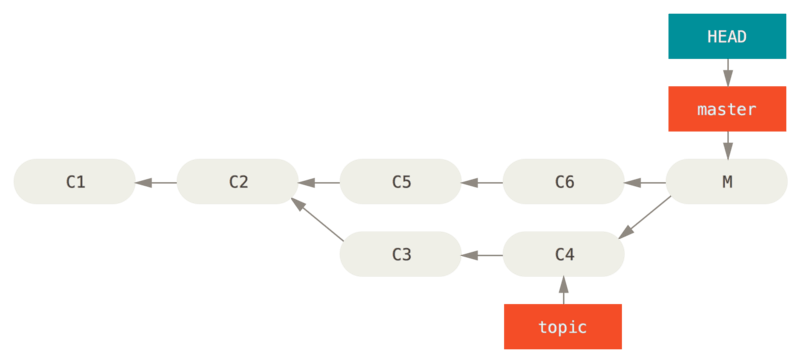 HEAD
master
C1 C2 C5 C6 M
C3 C4
topic